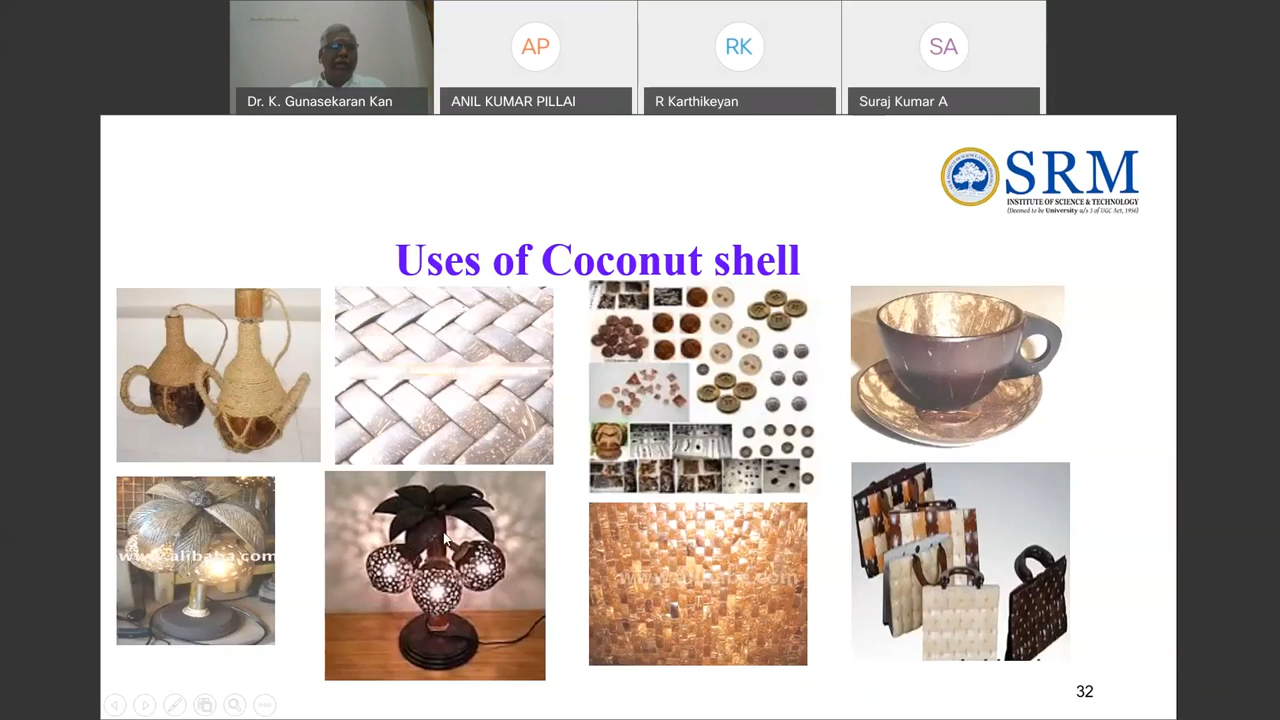 AP
RK
SA
Dr. K. Gunasekaran Kan
ANIL KUMAR PILLAI
R Karthikeyan
Suraj Kumar A
SRM
INSTITUTE OF SCIENCE & TECHNOLOGY
(Deemed to be University u/s 3 of UGC Act, 1956)
Uses of Coconut shell
www.alibaba.com
www.alibaba.com
32